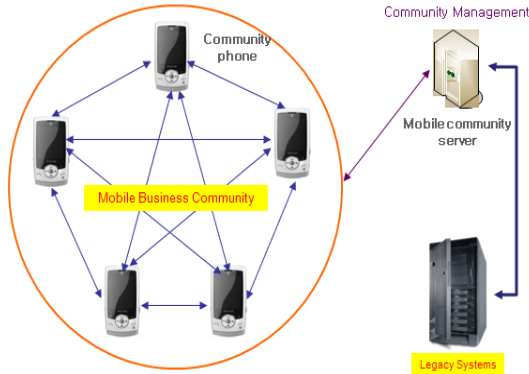 Community Management
Community
phone
Mobile community
server
Mobile Business Community
Legacy Systems